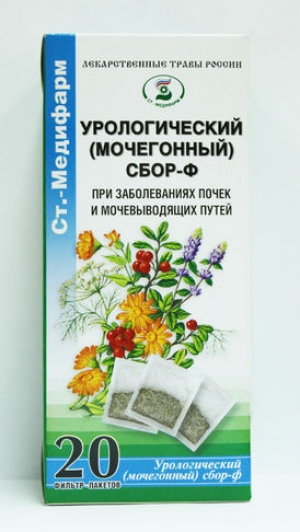 ЛЕКАРСТВЕННЫЕ ТРАВЫ РОССИИ
СТ.-МЕДИФАРМ
УРОЛОГИЧЕСКИЙ
(МОЧЕГОННЫЙ)
СБОР-Ф
ПРИ ЗАБОЛЕВАНИЯХ ПОЧЕК
И МОЧЕВЫВОДЯЩИХ ПУТЕЙ
Ст.-Медифарм
20
ФИЛЬТР-ПАКЕТОВ
Урологический
(мочегонный) сбор-ф